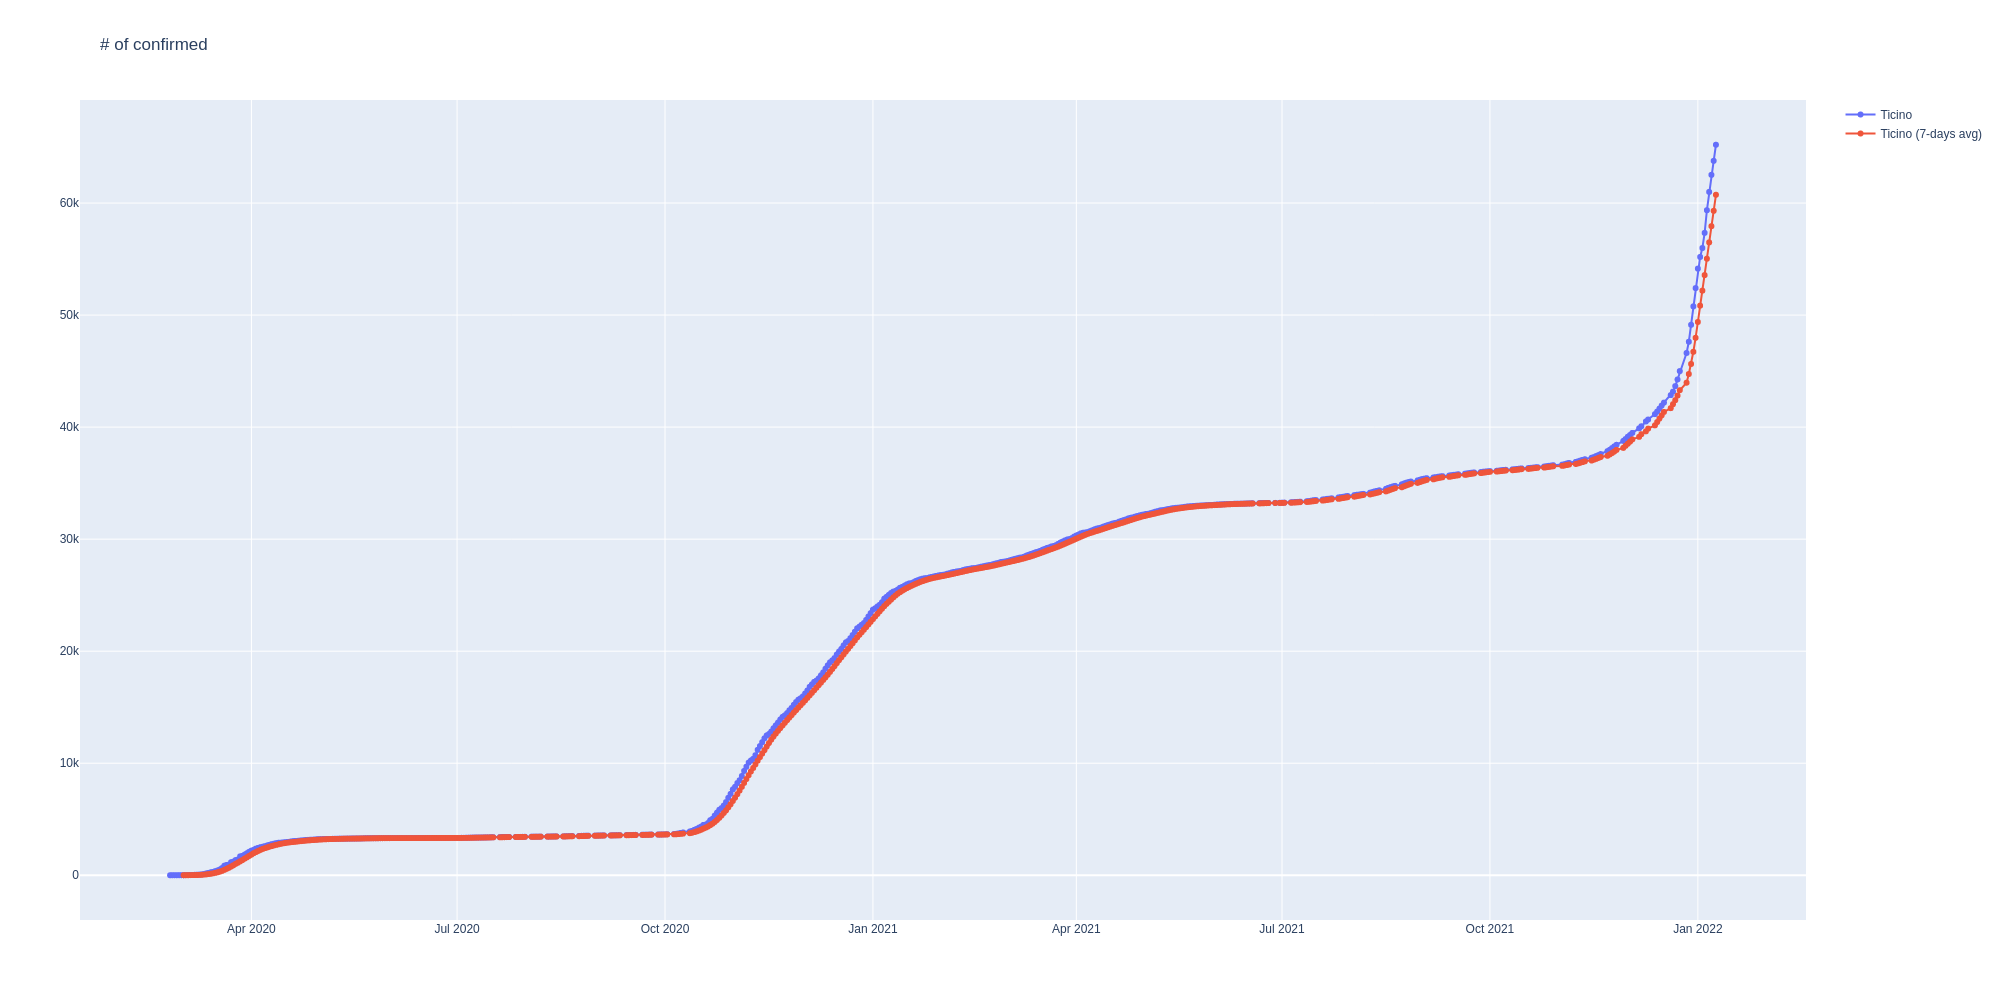 # of confirmed
Ticino
Ticino (7-days avg)
60k
50k
40k
30k
20k
10k
0
Apr 2020
Jul 2020
Oct 2020
Jan 2021
Apr 2021
Jul 2021
Oct 2021
Jan 2022